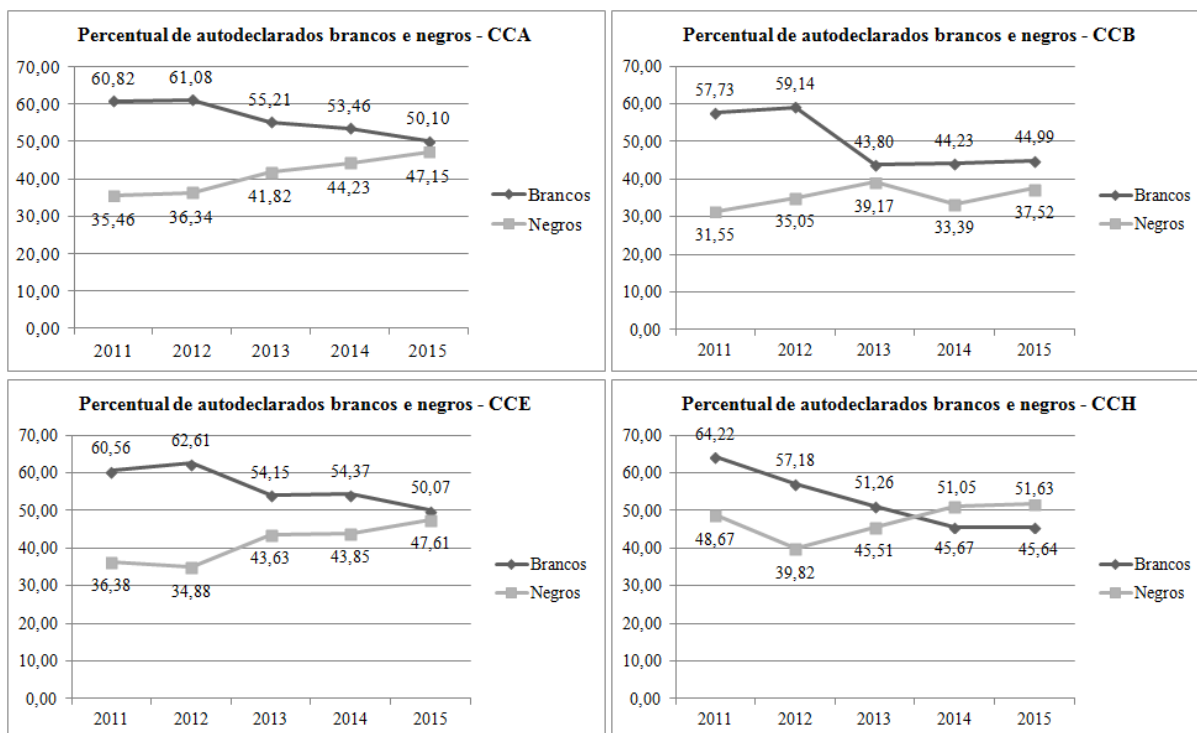 Percentual de autodeclarados brancos e negros - CCA
70,00
60,00
50,00
40,00
30,00
20,00
10,00
0,00
60,82 61,08 55,21 53,46 50,10
35,46 36,34 41,82 44,23 47,15
Brancos
Negros
2011 2012 2013 2014 2015
Percentual de autodeclarados brancos e negros - CCB
70,00
60,00
50,00
40,00
30,00
20,00
10,00
0,00
57,73 59,14 43,80 44,23 44,99
31,55 35,05 39,17 33,39 37,52
Brancos
Negros
2011 2012 2013 2014 2015
Percentual de autodeclarados brancos e negros - CCE
70,00
60,00
50,00
40,00
30,00
20,00
10,00
0,00
60,56 62,61 54,15 54,37 50,07
36,38 34,88 43,63 43,85 47,61
Brancos
Negros
2011 2012 2013 2014 2015
Percentual de autodeclarados brancos e negros - CCH
70,00
60,00
50,00
40,00
30,00
20,00
10,00
0,00
64,22 57,18 51,26 51,05 51,63
48,67 39,82 45,51 45,67 45,64
Brancos
Negros
2011 2012 2013 2014 2015